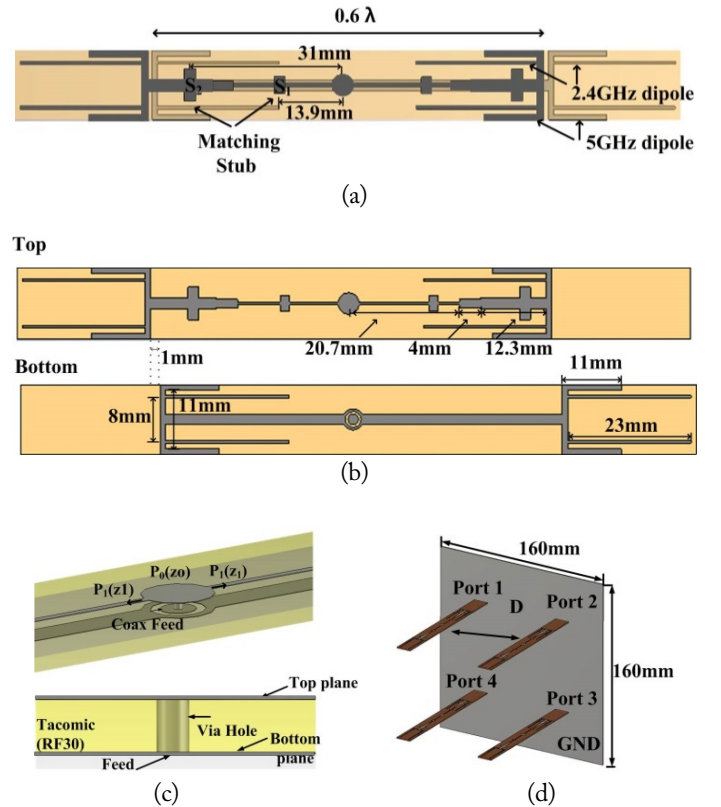 0.6 λ
31mm
S2
S1
2.4GHz dipole
13.9mm
Matching
Stub
5GHz dipole
(a)
Top
20.7mm
4mm
12.3mm
1mm
Bottom
11mm
8mm
11mm
23mm
(b)
P0(zo)
P1(z1)
P1(z1)
Coax Feed
Top plane
Tacomic
(RF30)
Via Hole
Bottom
plane
Feed
(c)
160mm
Port 1
D
Port 2
160mm
Port 4
Port 3
GND
(d)